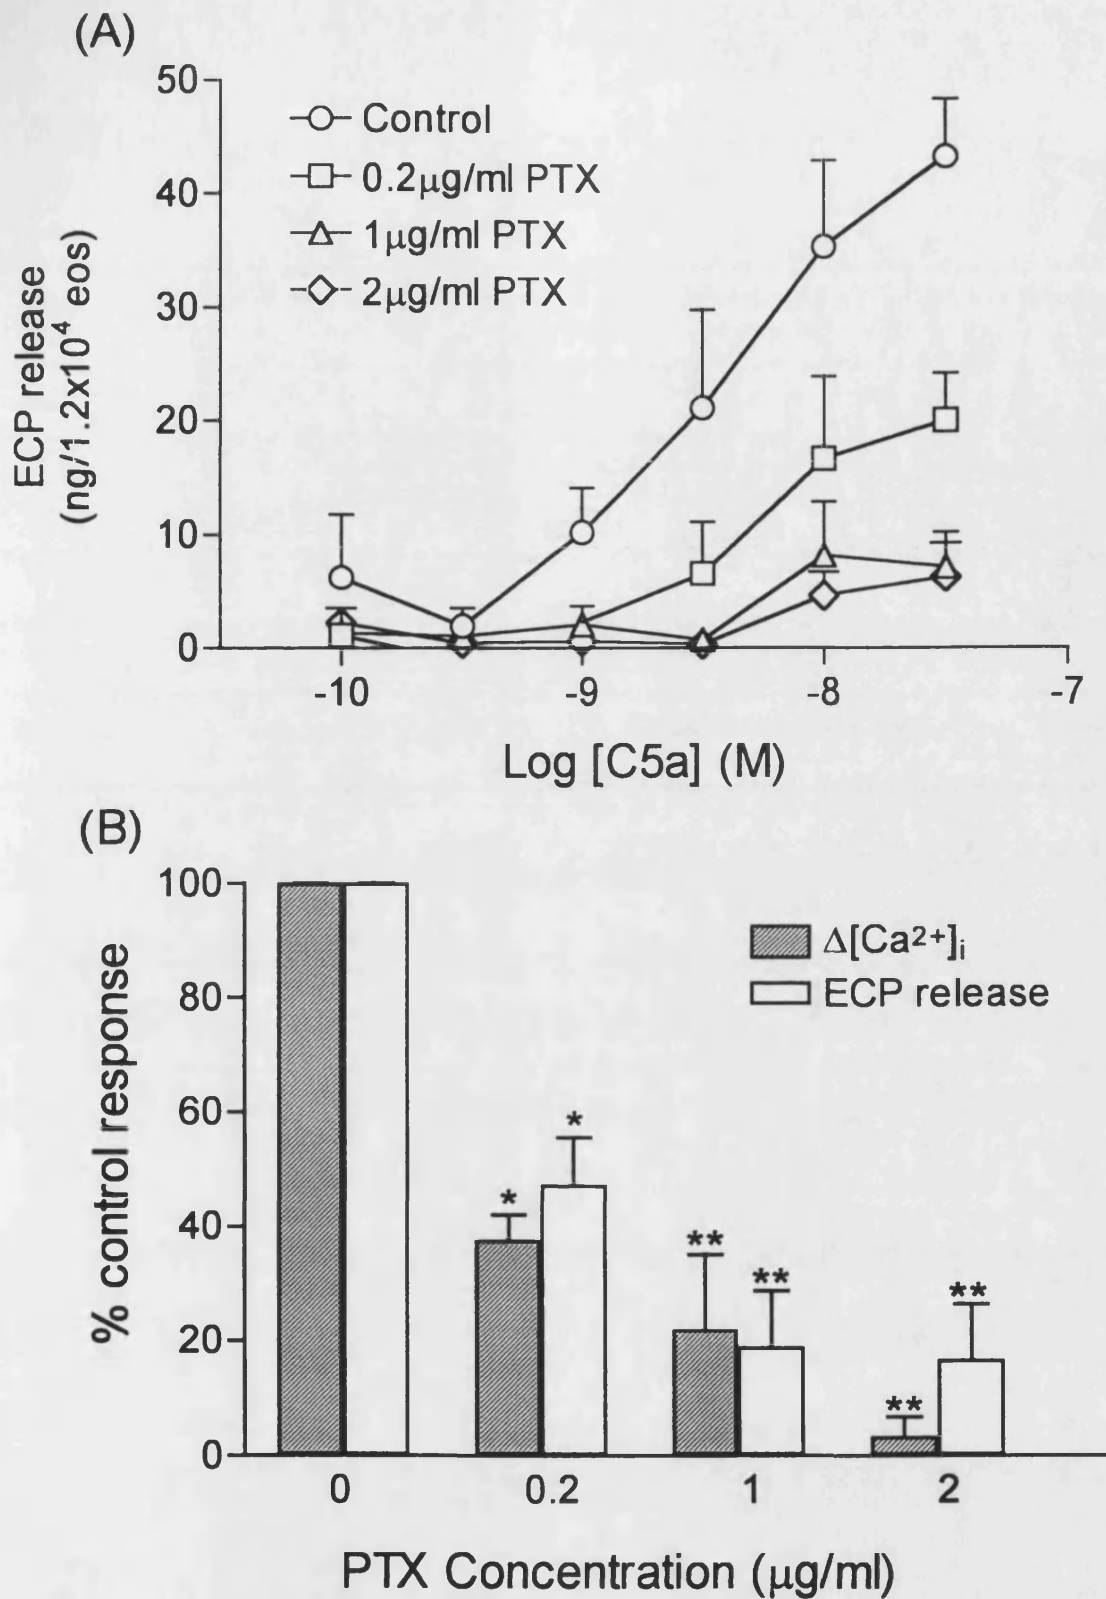 (A)
50
40
30
20
10
0
ECP release
(ng/1.2x10⁴ eos)
Control
0.2µg/ml PTX
1µg/ml PTX
2µg/ml PTX
-10
-9
-8
-7
Log [C5a] (M)
(B)
100
80
60
40
20
0
% control response
Δ[Ca²⁺]ᵢ
ECP release
*
*
**
**
**
**
0
0.2
1
2
PTX Concentration (µg/ml)